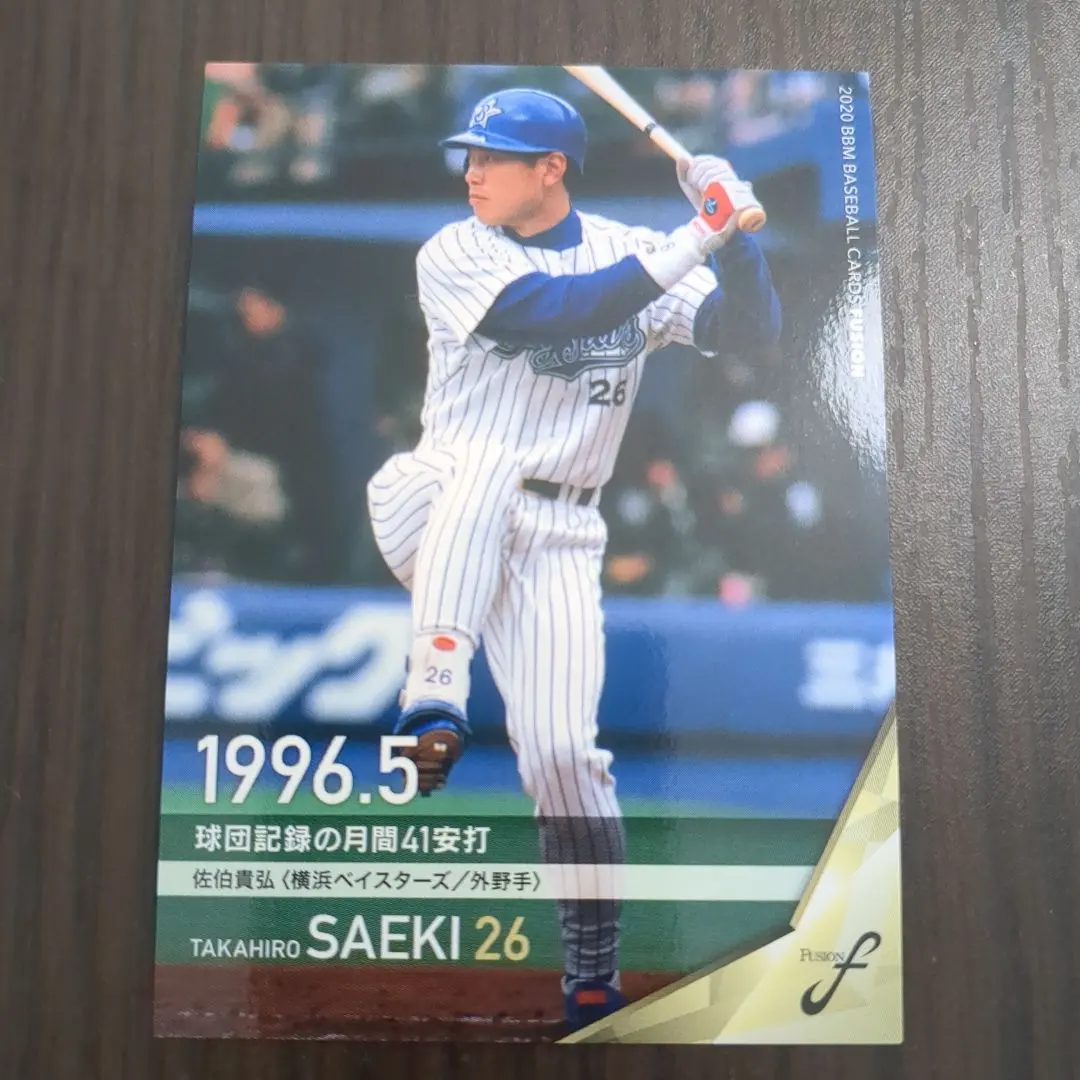 2020 BBM BASEBALL CARDS FUSION
26
26
1996.5
球団記録の月間41安打
佐伯貴弘〈横浜ベイスターズ/外野手〉
TAKAHIRO SAEKI 26
FUSION f